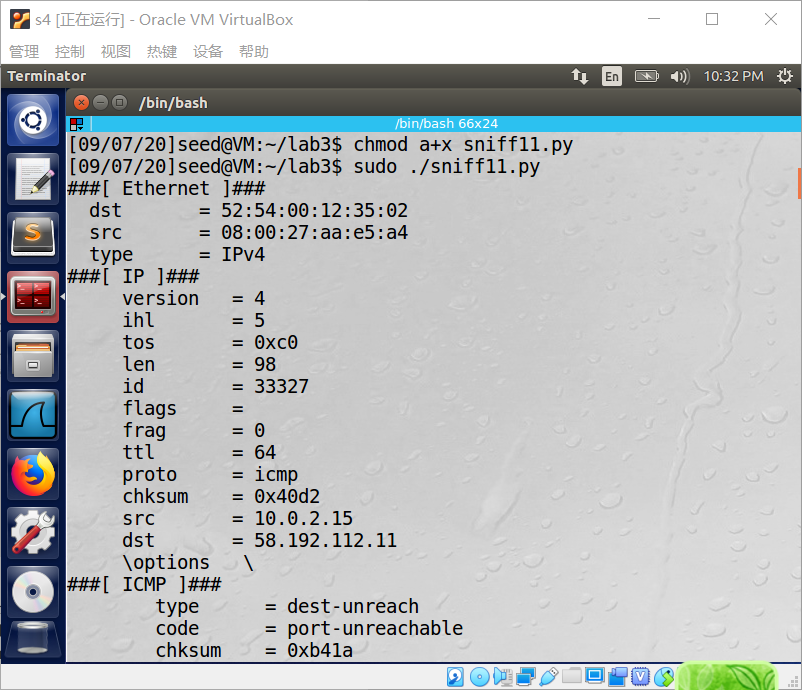 s4 [正在运行] - Oracle VM VirtualBox
管理 控制 视图 热键 设备 帮助
Terminator En 10:32 PM
/bin/bash
/bin/bash 66x24
[09/07/20]seed@VM:~/lab3$ chmod a+x sniff11.py
[09/07/20]seed@VM:~/lab3$ sudo ./sniff11.py
###[ Ethernet ]###
  dst       = 52:54:00:12:35:02
  src       = 08:00:27:aa:e5:a4
  type      = IPv4
###[ IP ]###
     version   = 4
     ihl       = 5
     tos       = 0xc0
     len       = 98
     id        = 33327
     flags     =
     frag      = 0
     ttl       = 64
     proto     = icmp
     chksum    = 0x40d2
     src       = 10.0.2.15
     dst       = 58.192.112.11
     \options   \
###[ ICMP ]###
        type      = dest-unreach
        code      = port-unreachable
        chksum    = 0xb41a